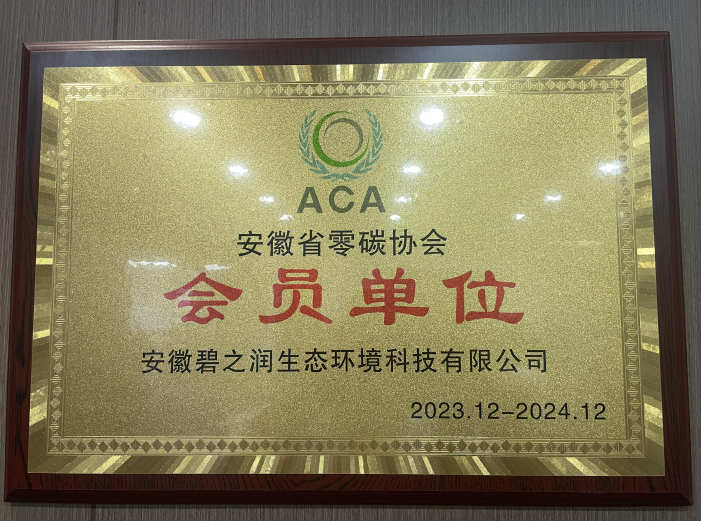 ACA
安徽省零碳协会
会员单位
安徽碧之润生态环境科技有限公司
2023.12-2024.12